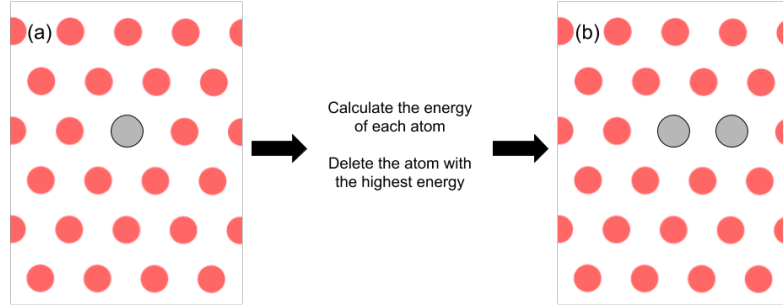 (a)
Calculate the energy
of each atom
Delete the atom with
the highest energy
(b)